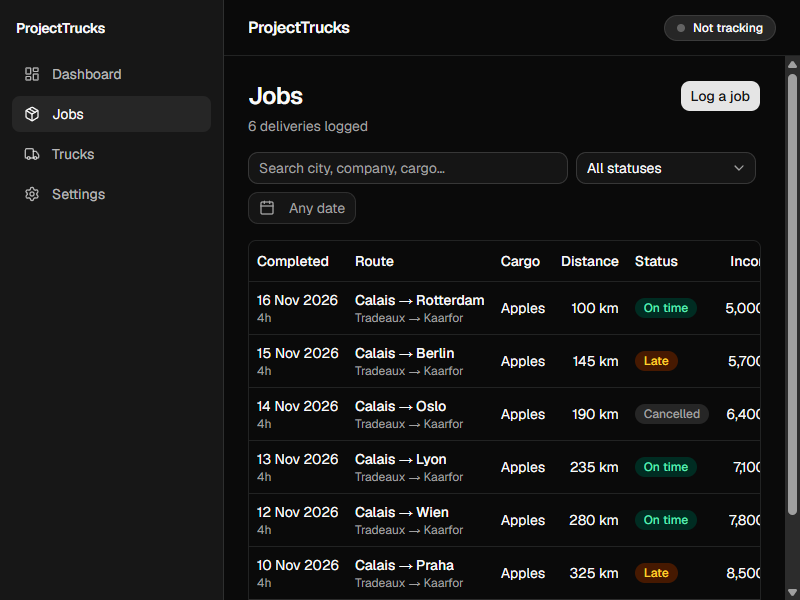 ProjectTrucks
Dashboard
Jobs
Trucks
Settings
ProjectTrucks
Not tracking
Jobs
Log a job
6 deliveries logged
Search city, company, cargo...
All statuses
Any date
Completed Route Cargo Distance Status
16 Nov 2026 Calais → Rotterdam Apples 100 km On time
4h Tradeaux → Kaarfor
15 Nov 2026 Calais → Berlin Apples 145 km Late
4h Tradeaux → Kaarfor
14 Nov 2026 Calais → Oslo Apples 190 km Cancelled
4h Tradeaux → Kaarfor
13 Nov 2026 Calais → Lyon Apples 235 km On time
4h Tradeaux → Kaarfor
12 Nov 2026 Calais → Wien Apples 280 km On time
4h Tradeaux → Kaarfor
10 Nov 2026 Calais → Praha Apples 325 km Late
4h Tradeaux → Kaarfor